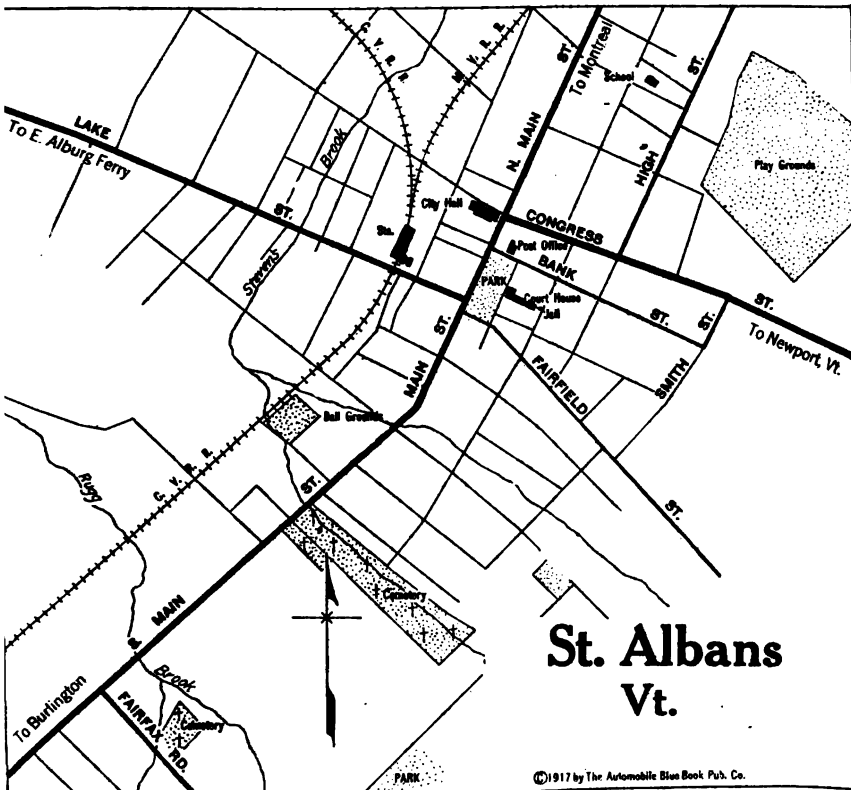 C. V. R. R.
M. V. R. R.
N. MAIN ST.
To Montreal
School
HIGH ST.
Play Grounds
LAKE ST.
To E. Alburg Ferry
Brook
Stevens
City Hall
Sta.
CONGRESS ST.
Post Office
BANK ST.
PARK
Court House
Jail
To Newport, Vt.
SMITH ST.
FAIRFIELD ST.
MAIN ST.
Ball Grounds
C. V. R. R.
Rugg
ST.
MAIN
Cemetery
Brook
To Burlington
FAIRFAX RD.
Cemetery
PARK
St. Albans
Vt.
©1917 by The Automobile Blue Book Pub. Co.